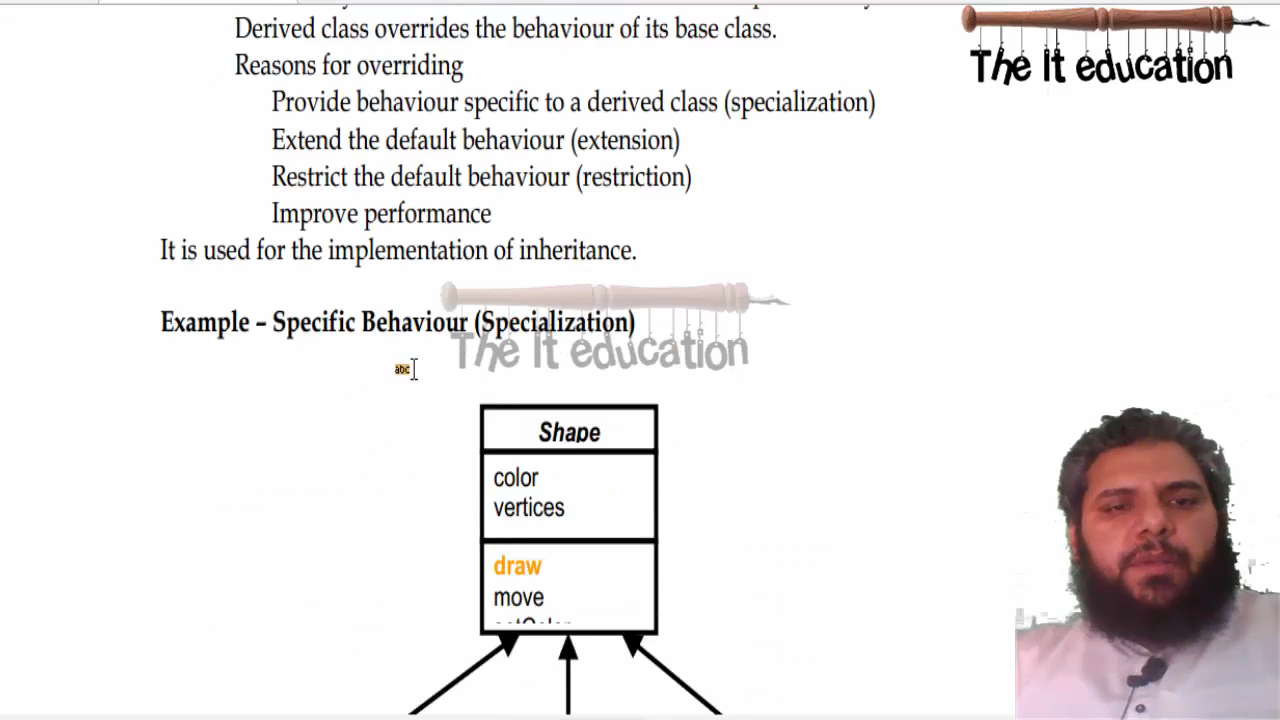 Derived class overrides the behaviour of its base class.
Reasons for overriding
Provide behaviour specific to a derived class (specialization)
Extend the default behaviour (extension)
Restrict the default behaviour (restriction)
Improve performance
It is used for the implementation of inheritance.
The It education
Example – Specific Behaviour (Specialization)
The It education
abc
Shape
color
vertices
draw
move